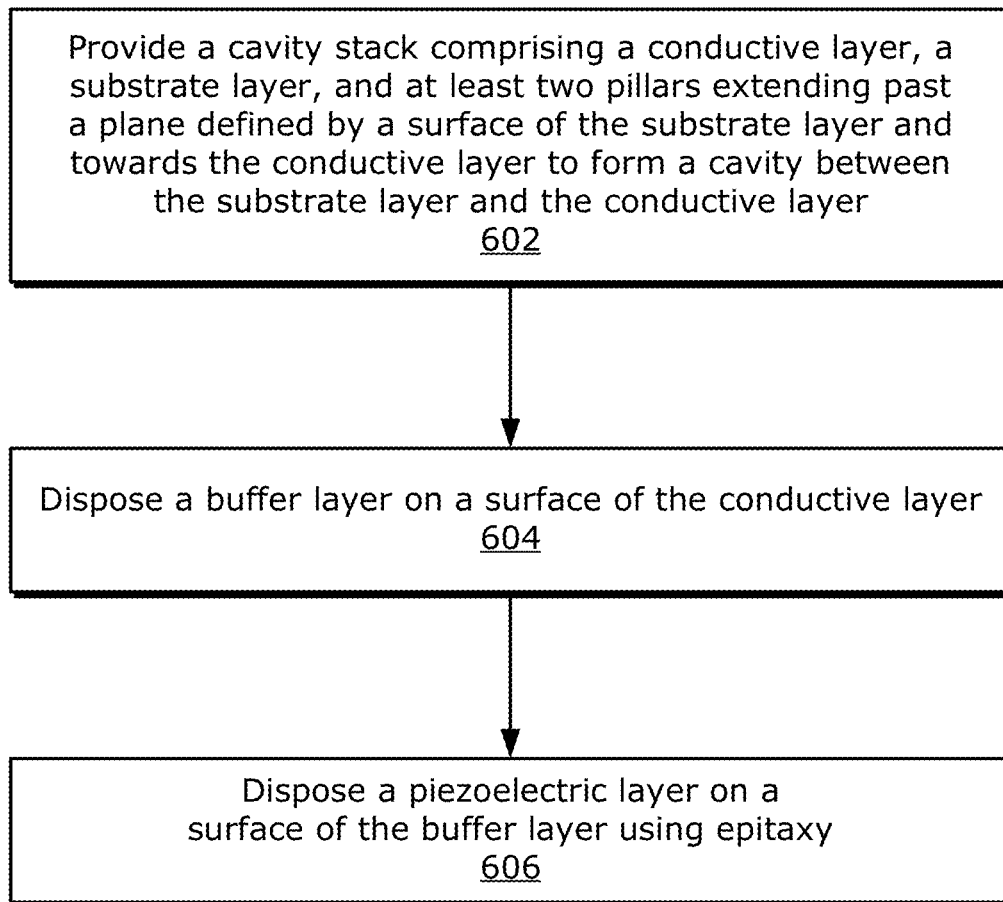 Provide a cavity stack comprising a conductive layer, a
substrate layer, and at least two pillars extending past
a plane defined by a surface of the substrate layer and
towards the conductive layer to form a cavity between
the substrate layer and the conductive layer
602
Dispose a buffer layer on a surface of the conductive layer
604
Dispose a piezoelectric layer on a
surface of the buffer layer using epitaxy
606